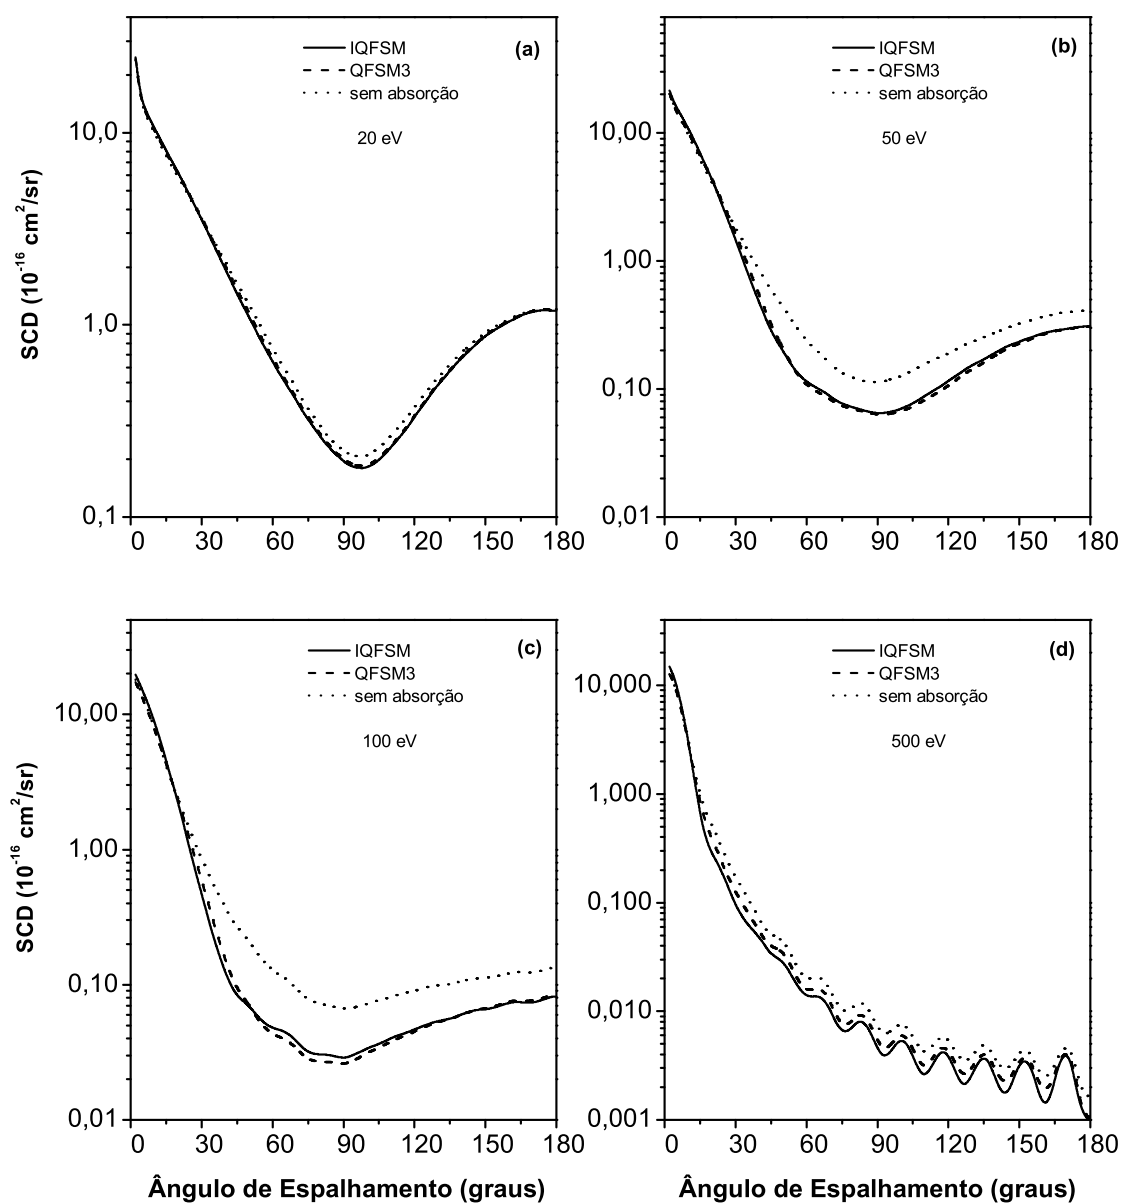 IQFSM
QFSM3
sem absorção
(a)
20 eV
10,0
1,0
0,1
0 30 60 90 120 150 180
SCD (10⁻¹⁶ cm²/sr)
IQFSM
QFSM3
sem absorção
(b)
50 eV
10,00
1,00
0,10
0,01
0 30 60 90 120 150 180
IQFSM
QFSM3
sem absorção
(c)
100 eV
10,00
1,00
0,10
0,01
0 30 60 90 120 150 180
SCD (10⁻¹⁶ cm²/sr)
Ângulo de Espalhamento (graus)
IQFSM
QFSM3
sem absorção
(d)
500 eV
10,000
1,000
0,100
0,010
0,001
0 30 60 90 120 150 180
Ângulo de Espalhamento (graus)